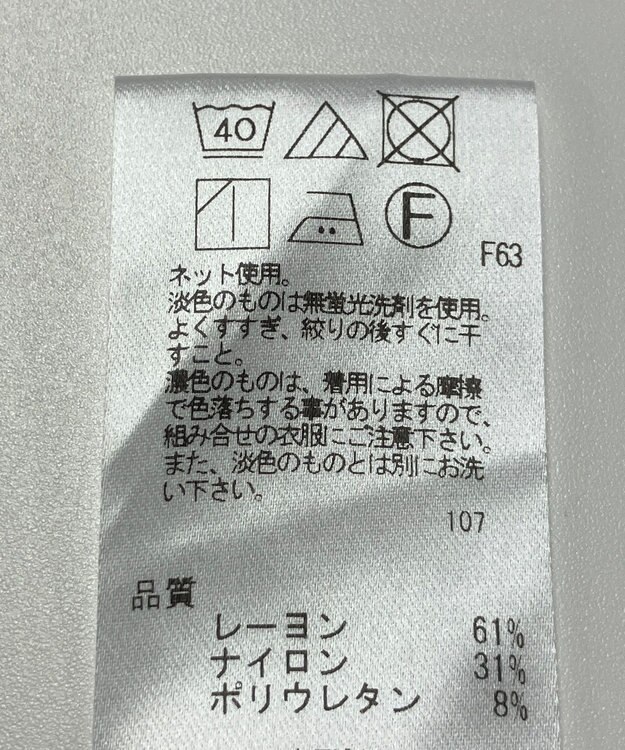 40
F
F63
ネット使用。
淡色のものは無蛍光洗剤を使用。
よくすすぎ、絞りの後すぐに干
すこと。
濃色のものは、着用による摩擦
で色落ちする事がありますので、
組み合せの衣服にご注意下さい。
また、淡色のものとは別にお洗
い下さい。
107
品質
レーヨン 61%
ナイロン 31%
ポリウレタン 8%